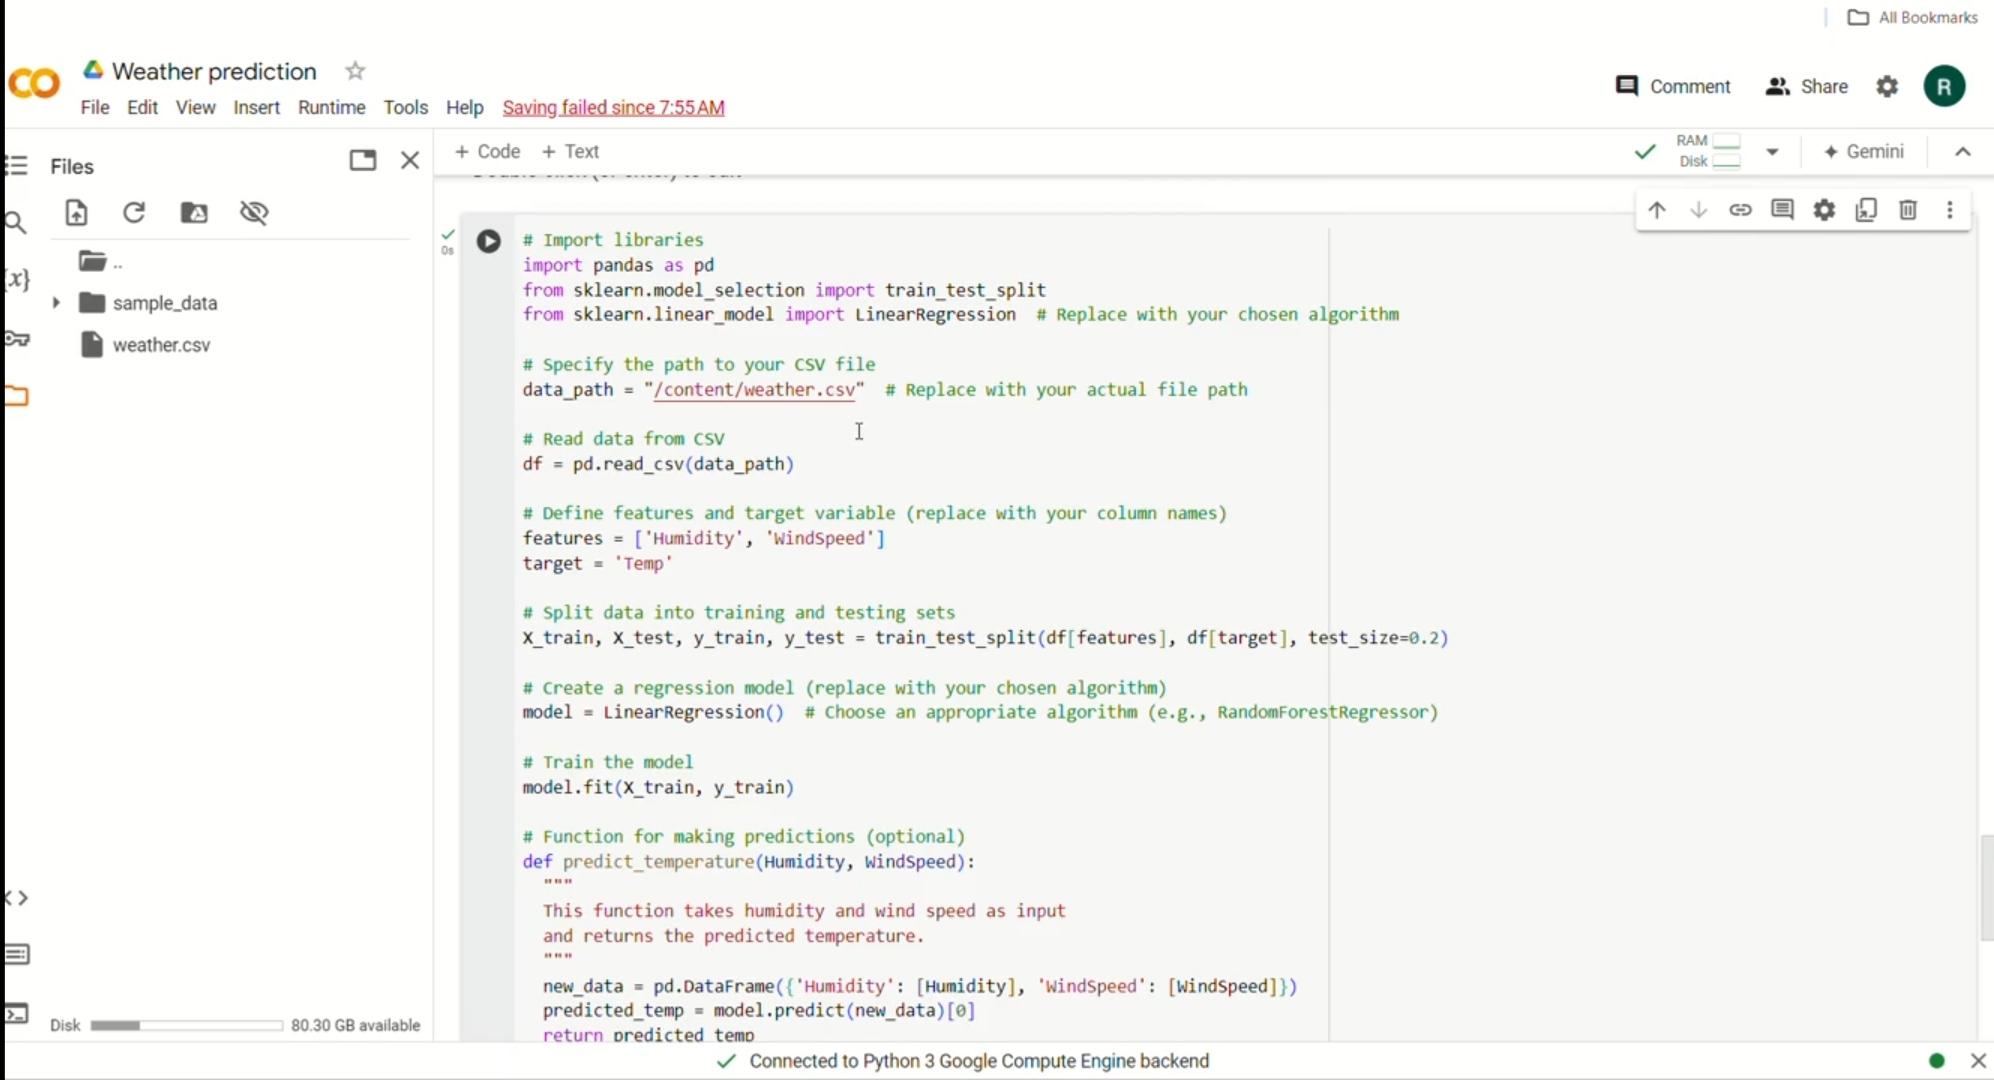 All Bookmarks
Weather prediction
File Edit View Insert Runtime Tools Help Saving failed since 7:55 AM
Comment Share R
Files
+ Code + Text
RAM
Disk
Gemini
..
sample_data
weather.csv
{x}
0s
# Import libraries
import pandas as pd
from sklearn.model_selection import train_test_split
from sklearn.linear_model import LinearRegression  # Replace with your chosen algorithm
# Specify the path to your CSV file
data_path = "/content/weather.csv"  # Replace with your actual file path
# Read data from CSV
df = pd.read_csv(data_path)
# Define features and target variable (replace with your column names)
features = ['Humidity', 'WindSpeed']
target = 'Temp'
# Split data into training and testing sets
X_train, X_test, y_train, y_test = train_test_split(df[features], df[target], test_size=0.2)
# Create a regression model (replace with your chosen algorithm)
model = LinearRegression()  # Choose an appropriate algorithm (e.g., RandomForestRegressor)
# Train the model
model.fit(X_train, y_train)
# Function for making predictions (optional)
def predict_temperature(Humidity, WindSpeed):
"""
This function takes humidity and wind speed as input
and returns the predicted temperature.
"""
new_data = pd.DataFrame({'Humidity': [Humidity], 'WindSpeed': [WindSpeed]})
predicted_temp = model.predict(new_data)[0]
return predicted_temp
Disk 80.30 GB available
Connected to Python 3 Google Compute Engine backend